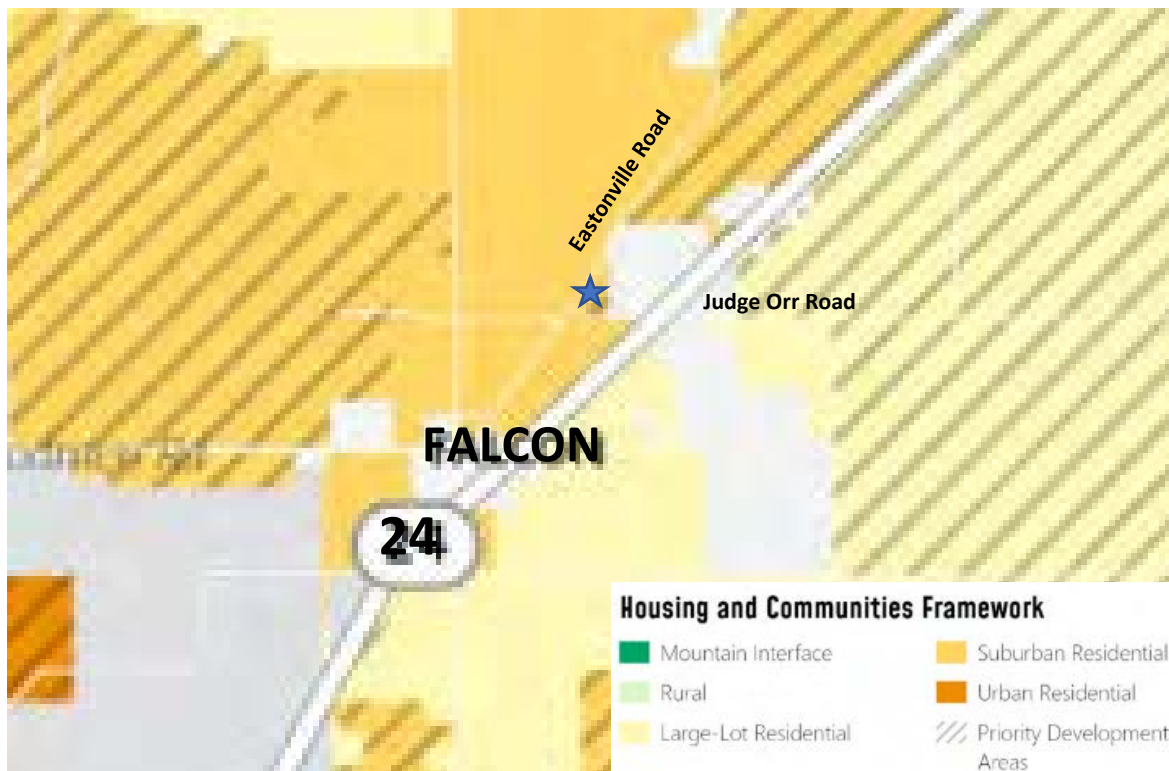 Eastonville Road
Judge Orr Road
FALCON
24
Housing and Communities Framework
Mountain Interface
Rural
Large-Lot Residential
Suburban Residential
Urban Residential
Priority Development
Areas